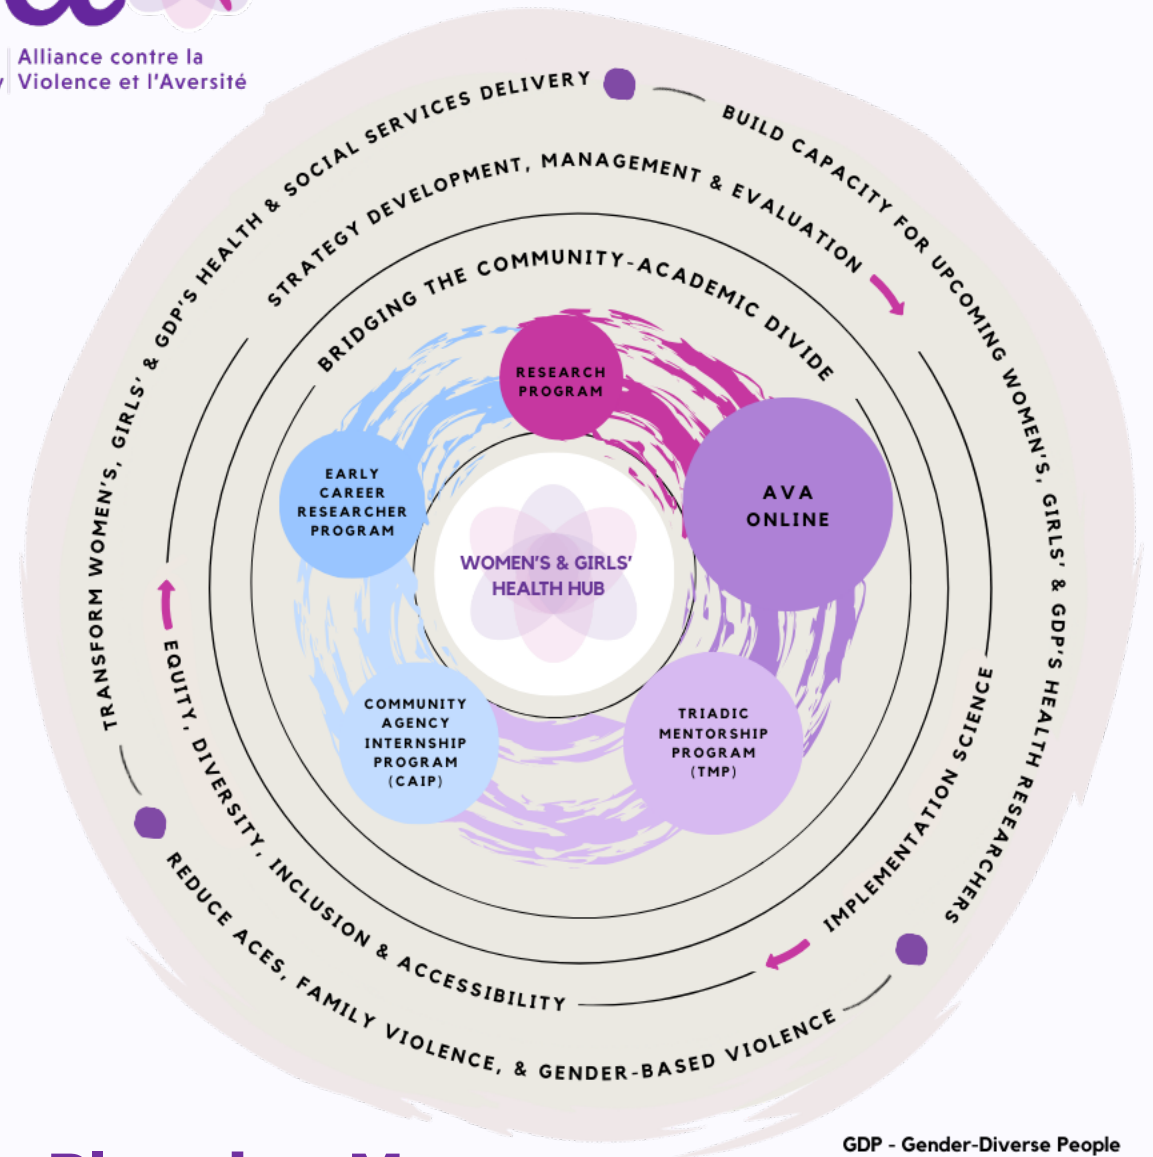 Alliance contre la
Violence et l'Aversité
TRANSFORM WOMEN'S, GIRLS' & GDP'S HEALTH & SOCIAL SERVICES DELIVERY
BUILD CAPACITY FOR UPCOMING WOMEN'S, GIRLS' & GDP'S HEALTH RESEARCHERS
REDUCE ACES, FAMILY VIOLENCE, & GENDER-BASED VIOLENCE
STRATEGY DEVELOPMENT, MANAGEMENT & EVALUATION
IMPLEMENTATION SCIENCE
EQUITY, DIVERSITY, INCLUSION & ACCESSIBILITY
BRIDGING THE COMMUNITY-ACADEMIC DIVIDE
RESEARCH
PROGRAM
AVA
ONLINE
TRIADIC
MENTORSHIP
PROGRAM
(TMP)
COMMUNITY
AGENCY
INTERNSHIP
PROGRAM
(CAIP)
EARLY
CAREER
RESEARCHER
PROGRAM
WOMEN'S & GIRLS'
HEALTH HUB
GDP - Gender-Diverse People